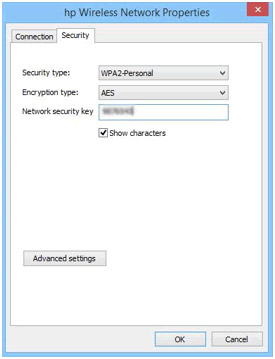 hp Wireless Network Properties
Connection
Security
Security type:
WPA2-Personal
Encryption type:
AES
Network security key
Show characters
Advanced settings
OK
Cancel